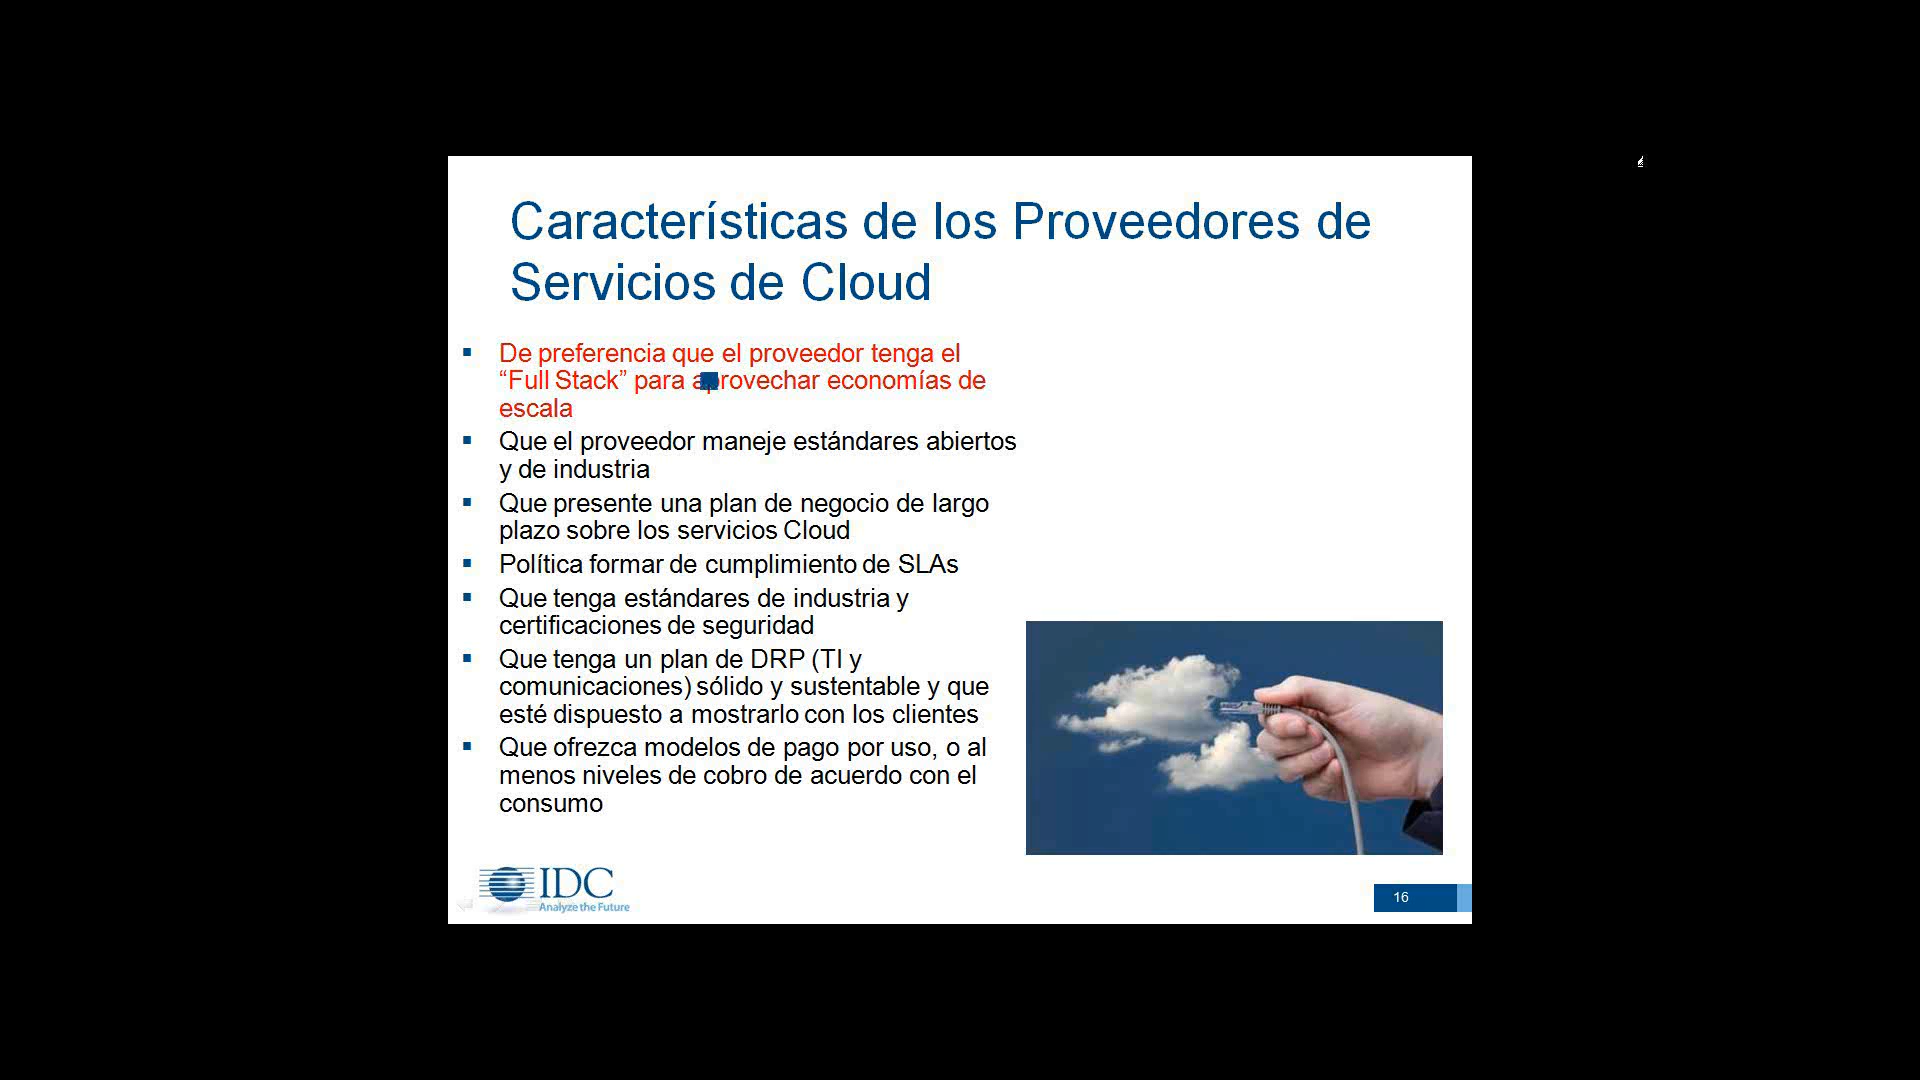 Características de los Proveedores de
Servicios de Cloud
De preferencia que el proveedor tenga el
“Full Stack” para aprovechar economías de
escala
Que el proveedor maneje estándares abiertos
y de industria
Que presente una plan de negocio de largo
plazo sobre los servicios Cloud
Política formar de cumplimiento de SLAs
Que tenga estándares de industria y
certificaciones de seguridad
Que tenga un plan de DRP (TI y
comunicaciones) sólido y sustentable y que
esté dispuesto a mostrarlo con los clientes
Que ofrezca modelos de pago por uso, o al
menos niveles de cobro de acuerdo con el
consumo
IDC
Analyze the Future
16